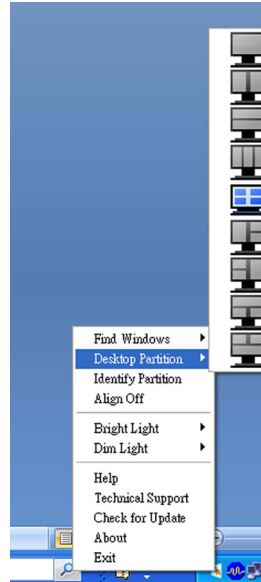 Find Windows
Desktop Partition
Identify Partition
Align Off
Bright Light
Dim Light
Help
Technical Support
Check for Update
About
Exit